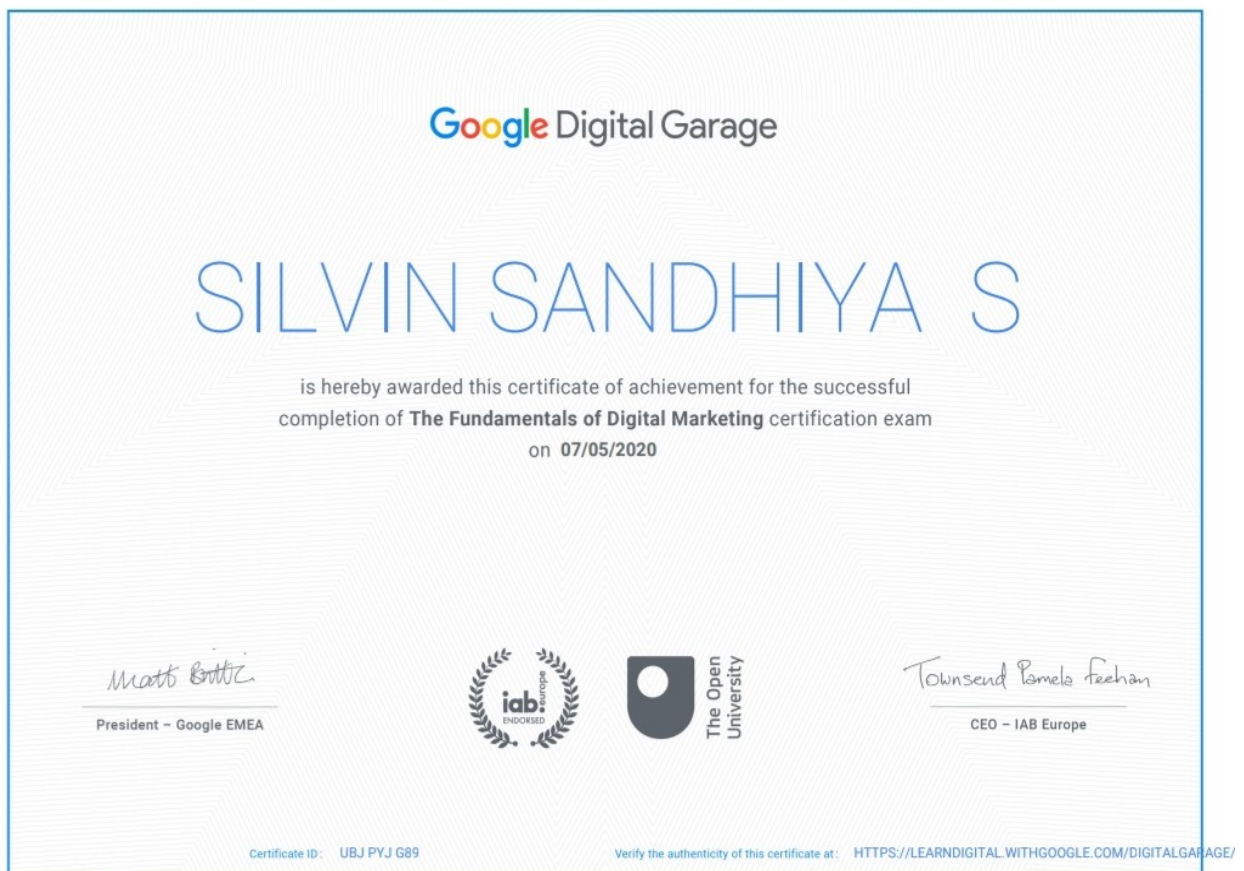 Google Digital Garage
SILVIN SANDHIYA S
is hereby awarded this certificate of achievement for the successful
completion of The Fundamentals of Digital Marketing certification exam
on 07/05/2020
Matt Brittin
Townsend Pamela Feehan
President – Google EMEA
iab europe
ENDORSED
The Open
University
CEO – IAB Europe
Certificate ID : UBJ PYJ G89
Verify the authenticity of this certificate at : HTTPS://LEARNDIGITAL.WITHGOOGLE.COM/DIGITALGARAGE/